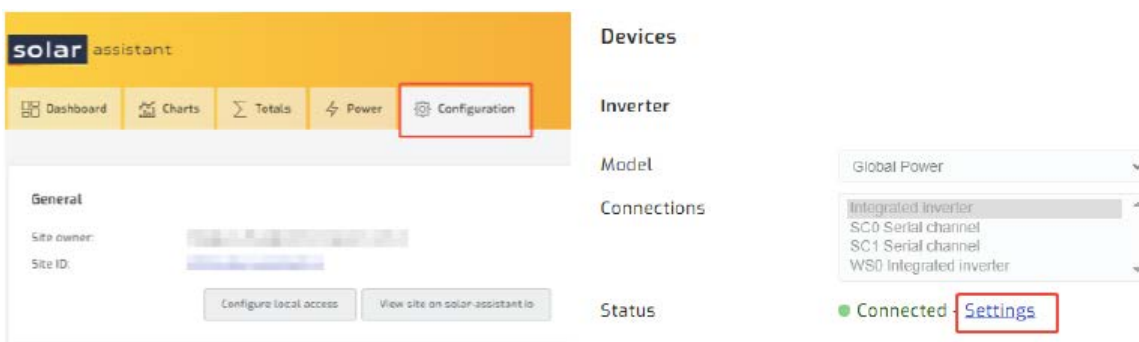 solar assistant
Dashboard Charts Totals Power Configuration
General
Site owner:
Site ID:
Configure local access View site on solar-assistant.io
Devices
Inverter
Model Global Power
Connections Integrated inverter
SC0 Serial channel
SC1 Serial channel
WS0 Integrated inverter
Status Connected - Settings